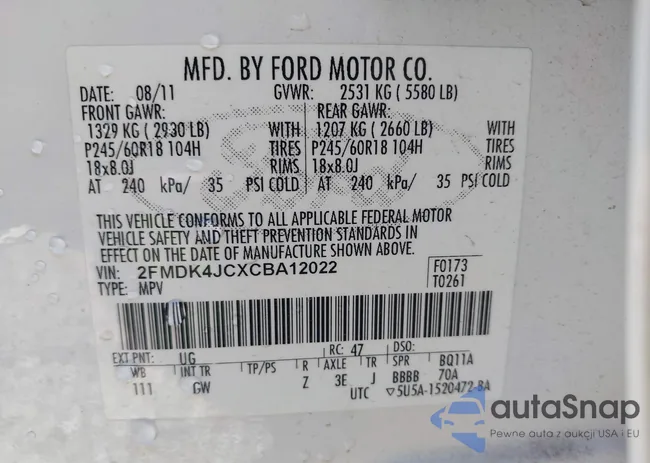 MFD. BY FORD MOTOR CO.
DATE: 08/11 GVWR: 2531 KG ( 5580 LB)
FRONT GAWR: REAR GAWR:
1329 KG ( 2930 LB) WITH 1207 KG ( 2660 LB) WITH
P245/60R18 104H TIRES P245/60R18 104H TIRES
18x8.0J RIMS 18x8.0J RIMS
AT 240 kPa/ 35 PSI COLD AT 240 kPa/ 35 PSI COLD
THIS VEHICLE CONFORMS TO ALL APPLICABLE FEDERAL MOTOR
VEHICLE SAFETY AND THEFT PREVENTION STANDARDS IN
EFFECT ON THE DATE OF MANUFACTURE SHOWN ABOVE.
VIN: 2FMDK4JCXCBA12022 F0173
TYPE: MPV T0261
EXT PNT: UG RC: 47 DSO:
WB INT TR TP/PS R AXLE TR SPR BQ11A
111 GW Z 3E J BBBB 70A
UTC ▽5U5A-1520472-BA
autoSnap
Pewne auta z aukcji USA i EU